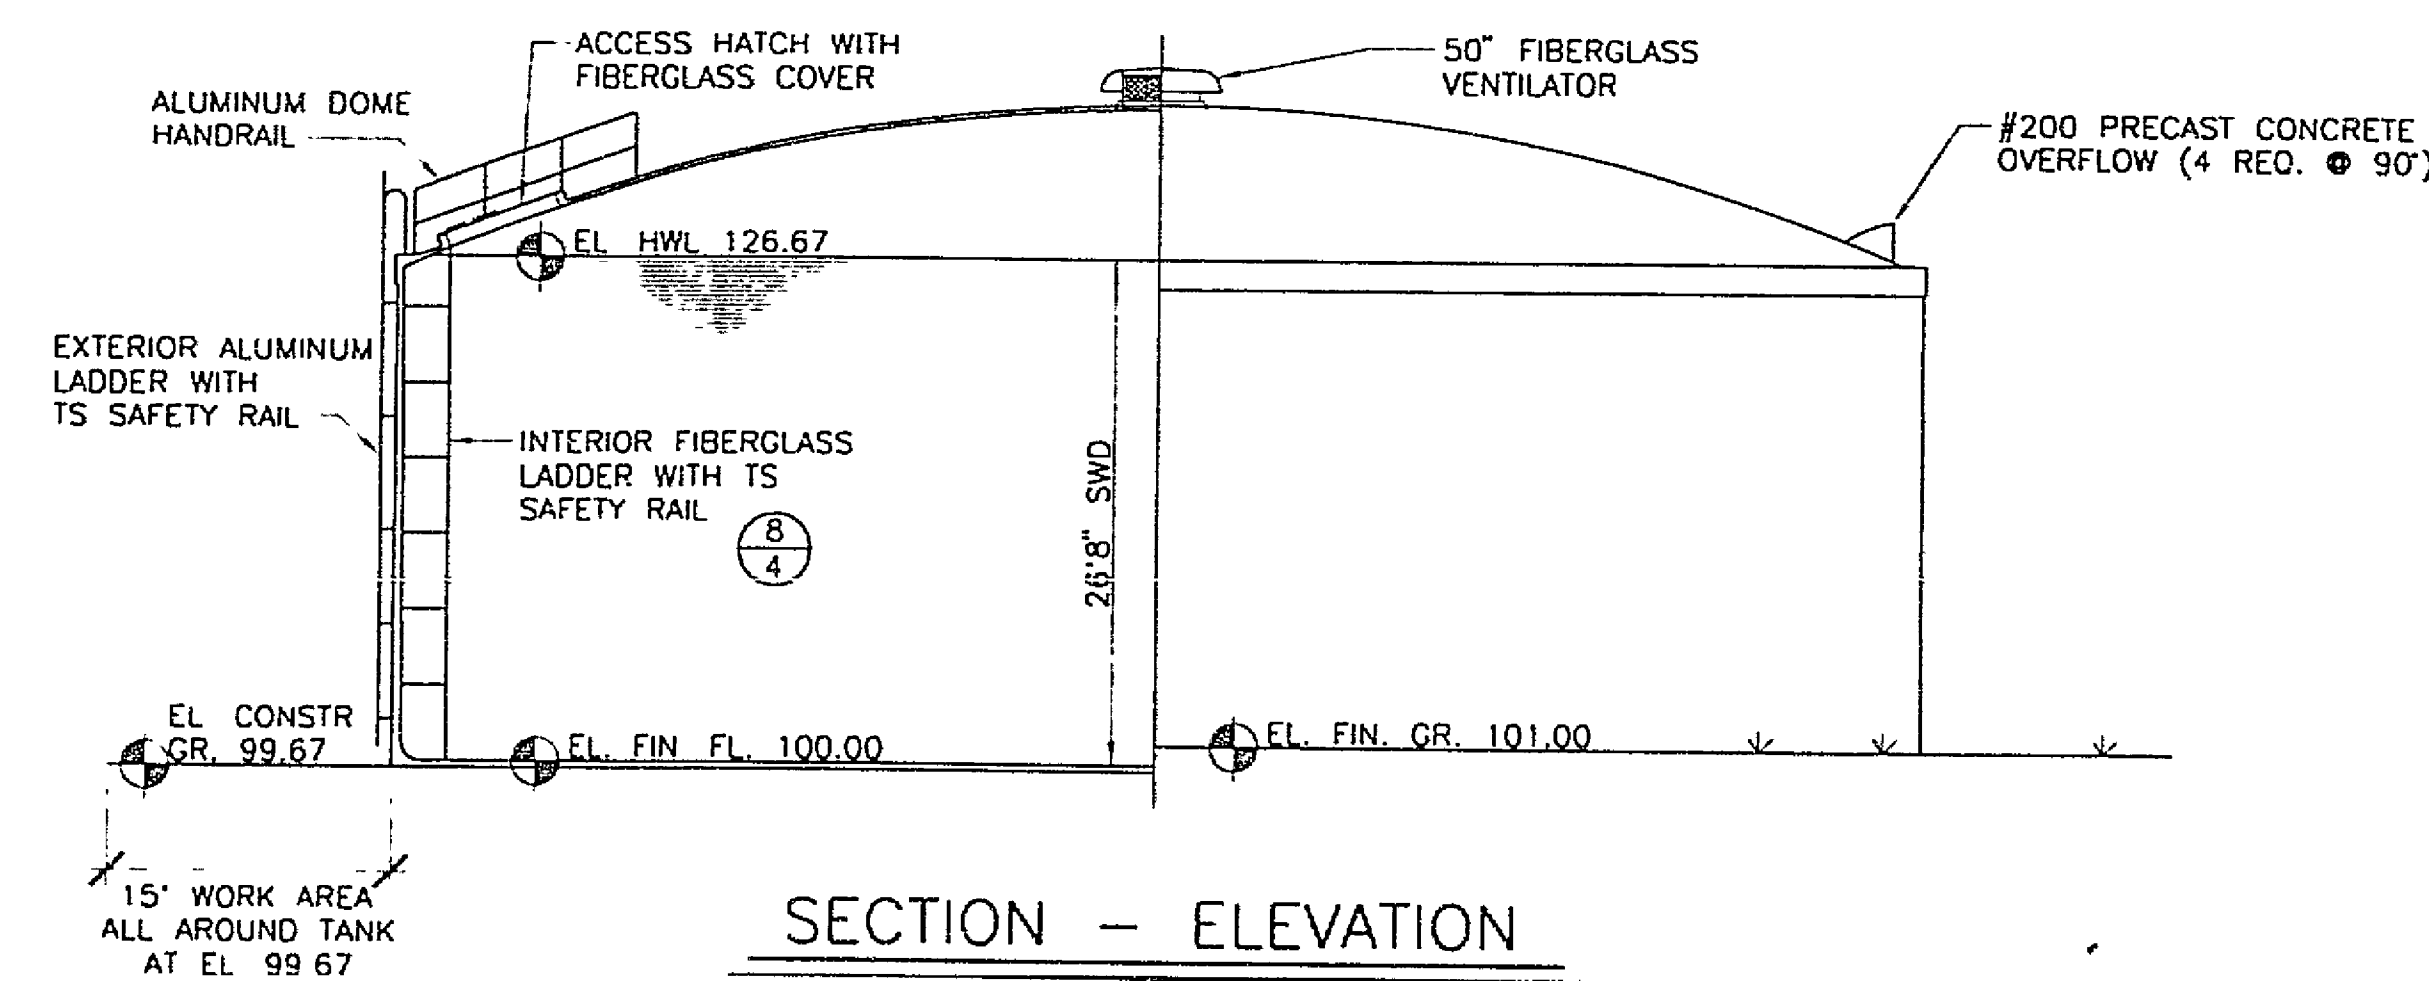 ACCESS HATCH WITH
FIBERGLASS COVER
50" FIBERGLASS
VENTILATOR
ALUMINUM DOME
HANDRAIL
#200 PRECAST CONCRETE
OVERFLOW (4 REQ. @ 90°)
EL HWL 126.67
EXTERIOR ALUMINUM
LADDER WITH
TS SAFETY RAIL
INTERIOR FIBERGLASS
LADDER WITH TS
SAFETY RAIL
8
4
26'8" SWD
EL CONSTR
GR, 99.67
EL. FIN FL. 100.00
EL. FIN. GR. 101.00
15' WORK AREA
ALL AROUND TANK
AT EL 99 67
SECTION - ELEVATION